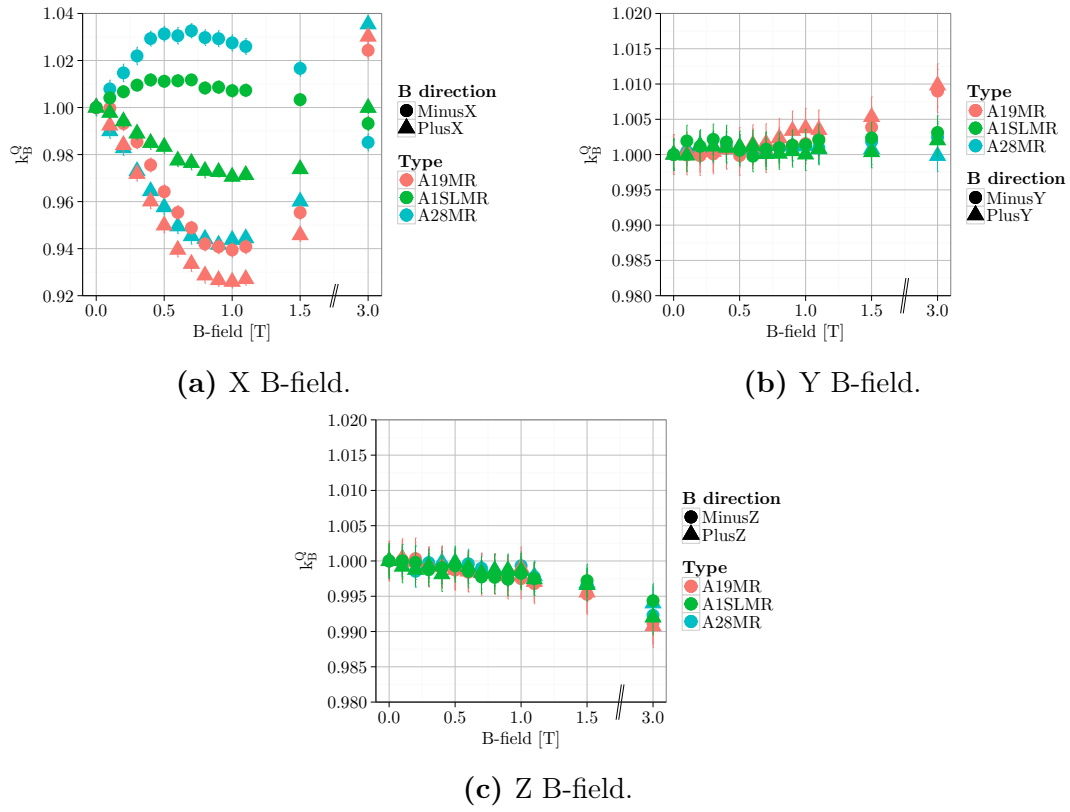 1.04
1.02
1.00
0.98
0.96
0.94
0.92
k_B^Q
0.0
0.5
1.0
1.5
3.0
B-field [T]
B direction
MinusX
PlusX
Type
A19MR
A1SLMR
A28MR
(a) X B-field.
1.020
1.015
1.010
1.005
1.000
0.995
0.990
0.985
0.980
k_B^Q
0.0
0.5
1.0
1.5
3.0
B-field [T]
Type
A19MR
A1SLMR
A28MR
B direction
MinusY
PlusY
(b) Y B-field.
1.020
1.015
1.010
1.005
1.000
0.995
0.990
0.985
0.980
k_B^Q
0.0
0.5
1.0
1.5
3.0
B-field [T]
B direction
MinusZ
PlusZ
Type
A19MR
A1SLMR
A28MR
(c) Z B-field.